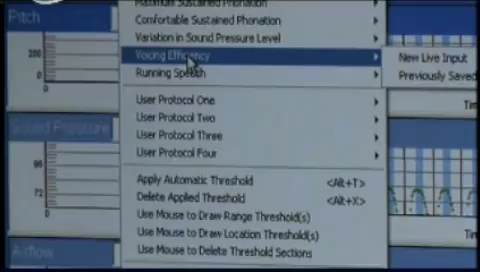 Pitch
200
0
0
Sound Pressure
96
72
0
Airflow
Maximum Sustained Phonation
Comfortable Sustained Phonation
Variation in Sound Pressure Level
Voicing Efficiency
Running Speech
User Protocol One
User Protocol Two
User Protocol Three
User Protocol Four
Apply Automatic Threshold <Alt+T>
Delete Applied Threshold <Alt+X>
Use Mouse to Draw Range Threshold(s)
Use Mouse to Draw Location Threshold(s)
Use Mouse to Delete Threshold Sections
New Live Input
Previously Saved
Tim
Tim